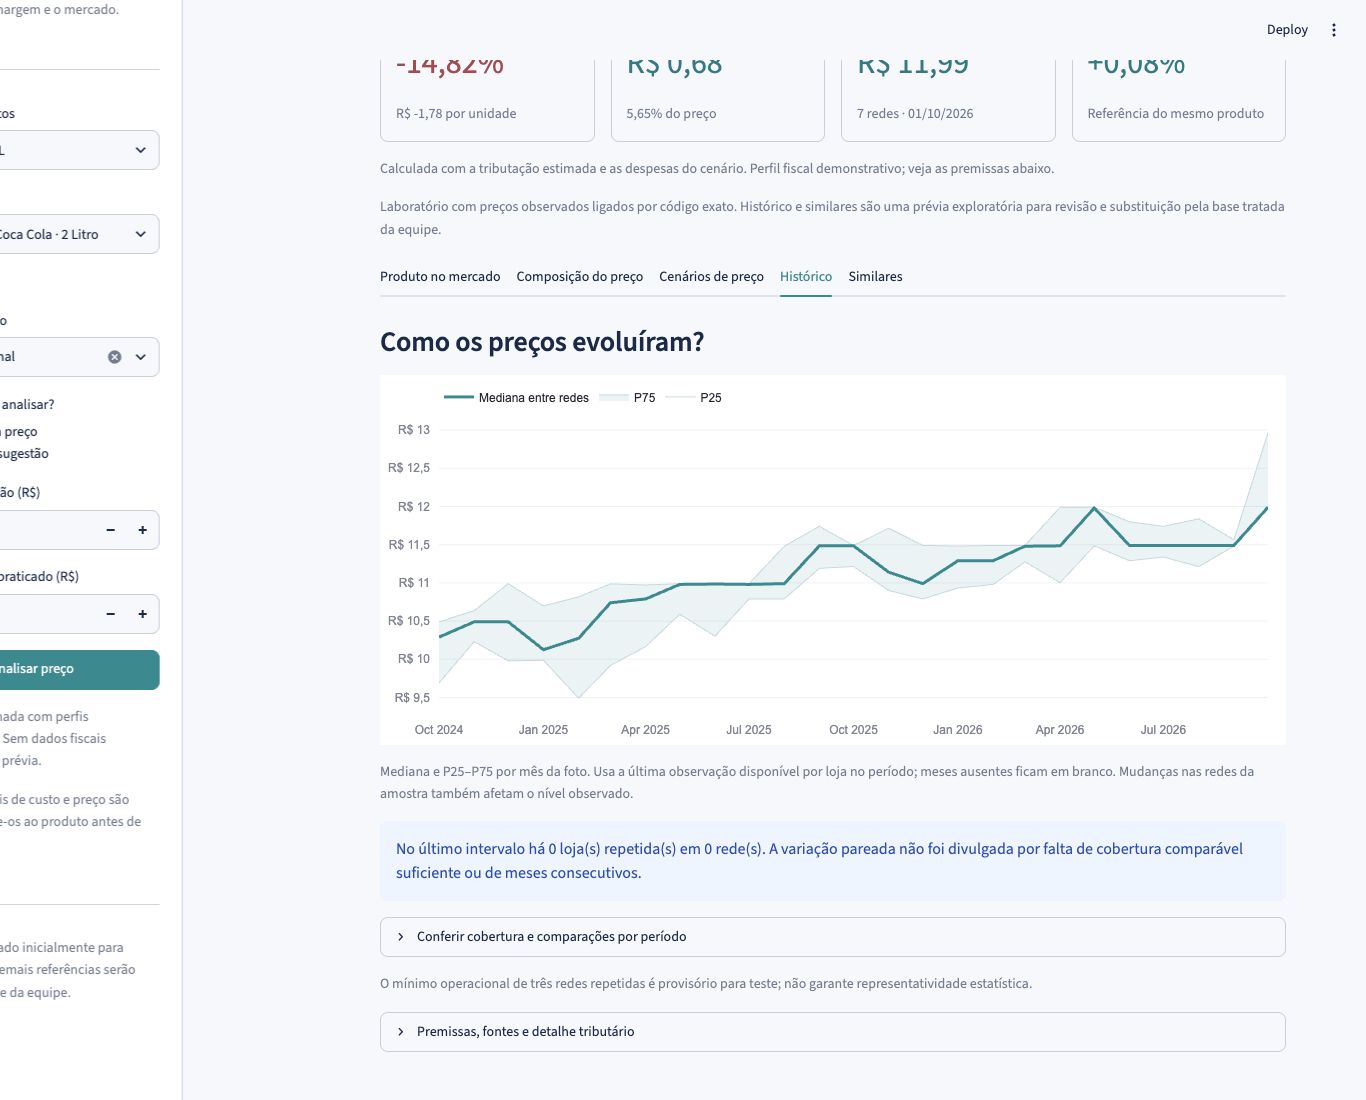 margem e o mercado.
Deploy
-14,82%
R$ 0,68
R$ 11,99
+0,08%
R$ -1,78 por unidade
5,65% do preço
7 redes · 01/10/2026
Referência do mesmo produto
Calculada com a tributação estimada e as despesas do cenário. Perfil fiscal demonstrativo; veja as premissas abaixo.
Laboratório com preços observados ligados por código exato. Histórico e similares são uma prévia exploratória para revisão e substituição pela base tratada
da equipe.
Produto no mercado
Composição do preço
Cenários de preço
Histórico
Similares
Como os preços evoluíram?
Mediana entre redes
P75
P25
R$ 13
R$ 12,5
R$ 12
R$ 11,5
R$ 11
R$ 10,5
R$ 10
R$ 9,5
Oct 2024
Jan 2025
Apr 2025
Jul 2025
Oct 2025
Jan 2026
Apr 2026
Jul 2026
Mediana e P25–P75 por mês da foto. Usa a última observação disponível por loja no período; meses ausentes ficam em branco. Mudanças nas redes da
amostra também afetam o nível observado.
No último intervalo há 0 loja(s) repetida(s) em 0 rede(s). A variação pareada não foi divulgada por falta de cobertura comparável
suficiente ou de meses consecutivos.
Conferir cobertura e comparações por período
O mínimo operacional de três redes repetidas é provisório para teste; não garante representatividade estatística.
Premissas, fontes e detalhe tributário
tos
L
Coca Cola · 2 Litro
o
nal
analisar?
preço
sugestão
ão (R$)
praticado (R$)
nalisar preço
nada com perfis
Sem dados fiscais
prévia.
is de custo e preço são
e-os ao produto antes de
ado inicialmente para
emais referências serão
e da equipe.